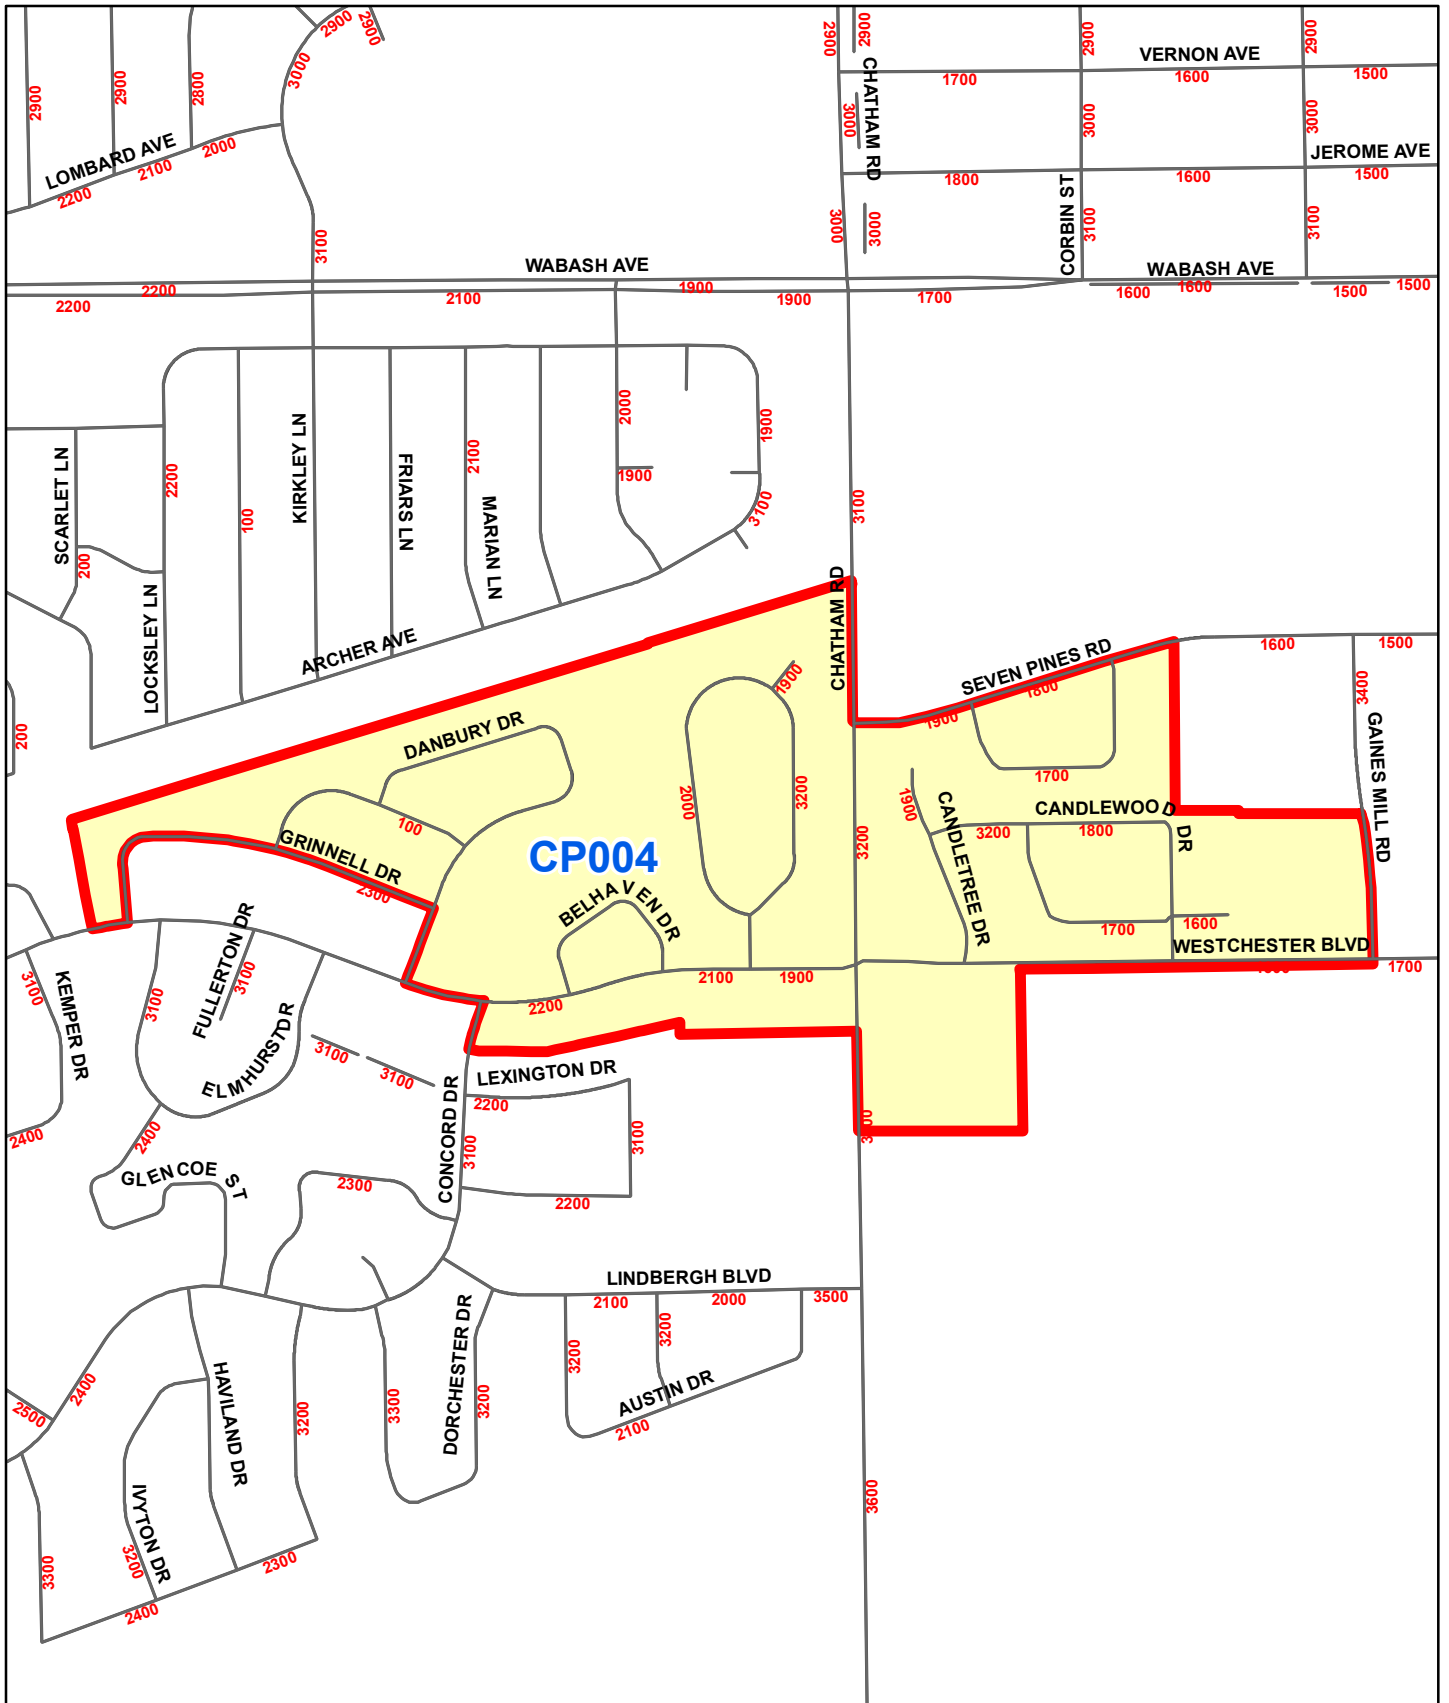 2900
2900
2900
2900
2900
2900
2900
2900
2800
3000
VERNON AVE
1700
1600
1500
CHATHAM RD
3000
3000
3000
LOMBARD AVE
2000
2100
2200
JEROME AVE
1800
1600
1500
CORBIN ST
3000
3000
3100
3100
3100
WABASH AVE
WABASH AVE
2200
2200
2100
1900
1900
1700
1600
1600
1500
1500
SCARLET LN
200
2200
LOCKSLEY LN
100
KIRKLEY LN
FRIARS LN
2100
MARIAN LN
2000
1900
1900
3100
3100
ARCHER AVE
CHATHAM RD
200
SEVEN PINES RD
1900
1800
1600
1500
3400
GAINES MILL RD
DANBURY DR
100
GRINNELL DR
2300
CP004
BELHAVEN DR
2000
3200
1900
3200
1900
1700
CANDLEWOOD DR
3200
1800
CANDLETREE DR
1700
1600
WESTCHESTER BLVD
1700
2100
1900
2200
3100
KEMPER DR
3100
FULLERTON DR
3100
ELMHURST DR
3100
3100
2400
2400
GLENCOE ST
CONCORD DR
3100
LEXINGTON DR
2200
3100
2200
2300
LINDBERGH BLVD
2100
2000
3500
3200
3200
AUSTIN DR
2100
DORCHESTER DR
3200
3300
2400
2500
HAVILAND DR
3200
IVYTON DR
3200
3300
2300
2400
3600